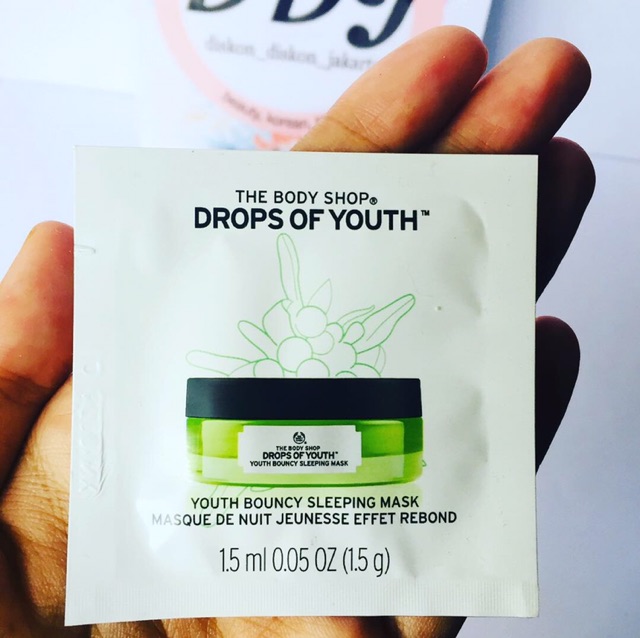 diskon_diskon_jakarta
THE BODY SHOP®
DROPS OF YOUTH™
THE BODY SHOP
DROPS OF YOUTH™
YOUTH BOUNCY SLEEPING MASK
YOUTH BOUNCY SLEEPING MASK
MASQUE DE NUIT JEUNESSE EFFET REBOND
1.5 ml 0.05 OZ (1.5 g)